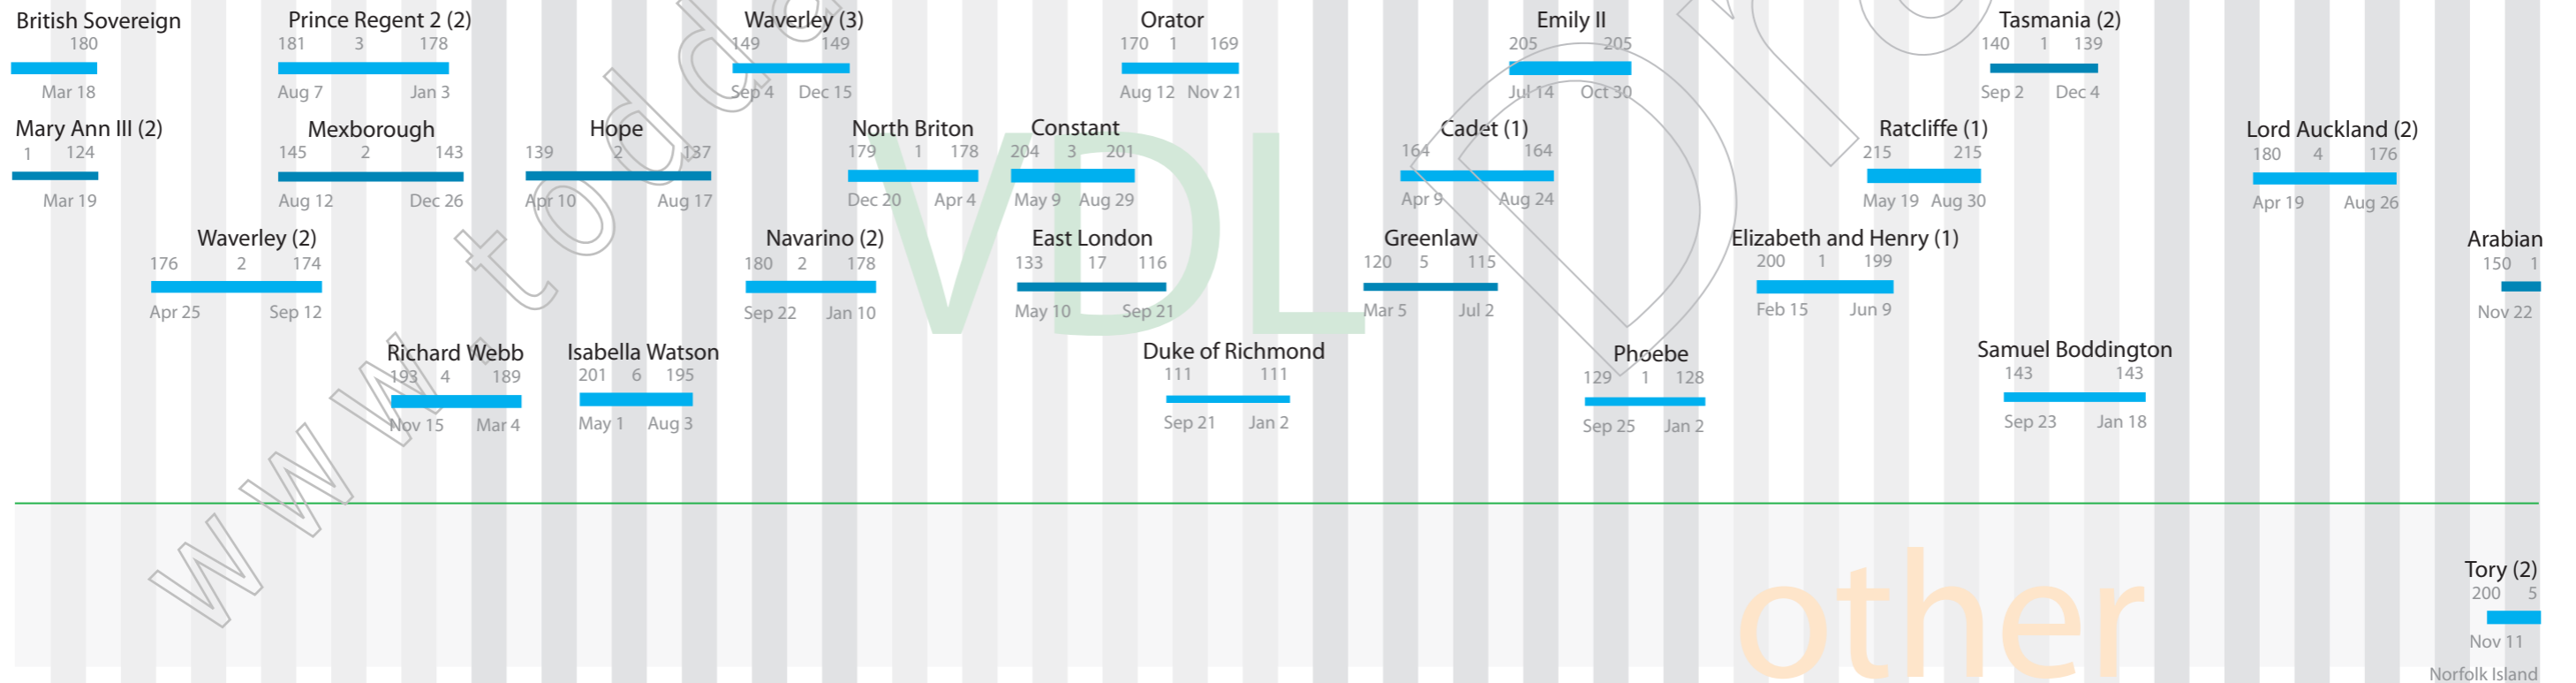 British Sovereign
180
Mar 18
Prince Regent 2 (2)
181 3 178
Aug 7 Jan 3
Waverley (3)
149 149
Sep 4 Dec 15
Orator
170 1 169
Aug 12 Nov 21
Emily II
205 205
Jul 14 Oct 30
Tasmania (2)
140 1 139
Sep 2 Dec 4
Mary Ann III (2)
1 124
Mar 19
Mexborough
145 2 143
Aug 12 Dec 26
Hope
139 2 137
Apr 10 Aug 17
North Briton
179 1 178
Dec 20 Apr 4
Constant
204 3 201
May 9 Aug 29
Cadet (1)
164 164
Apr 9 Aug 24
Ratcliffe (1)
215 215
May 19 Aug 30
Lord Auckland (2)
180 4 176
Apr 19 Aug 26
VDL
Waverley (2)
176 2 174
Apr 25 Sep 12
Navarino (2)
180 2 178
Sep 22 Jan 10
East London
133 17 116
May 10 Sep 21
Greenlaw
120 5 115
Mar 5 Jul 2
Elizabeth and Henry (1)
200 1 199
Feb 15 Jun 9
Arabian
150 1
Nov 22
Richard Webb
193 4 189
Nov 15 Mar 4
Isabella Watson
201 6 195
May 1 Aug 3
Duke of Richmond
111 111
Sep 21 Jan 2
Phoebe
129 1 128
Sep 25 Jan 2
Samuel Boddington
143 143
Sep 23 Jan 18
other
Tory (2)
200 5
Nov 11
Norfolk Island
www.todd